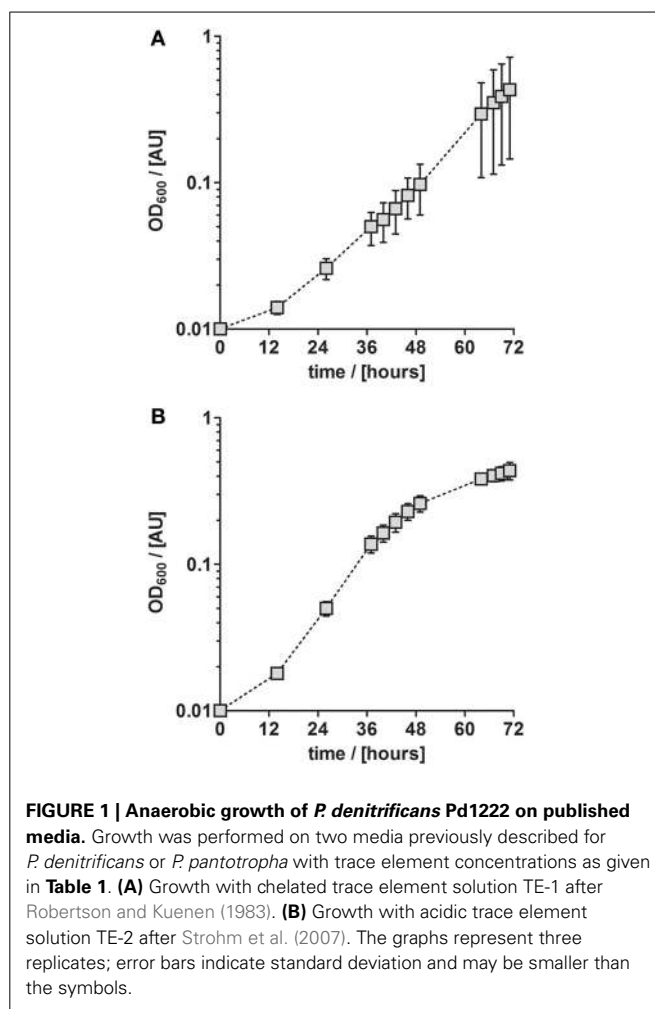 A
1
0.1
0.01
OD600 / [AU]
0 12 24 36 48 60 72
time / [hours]
B
1
0.1
0.01
OD600 / [AU]
0 12 24 36 48 60 72
time / [hours]
FIGURE 1 | Anaerobic growth of P. denitrificans Pd1222 on published
media. Growth was performed on two media previously described for
P. denitrificans or P. pantotropha with trace element concentrations as given
in Table 1. (A) Growth with chelated trace element solution TE-1 after
Robertson and Kuenen (1983). (B) Growth with acidic trace element
solution TE-2 after Strohm et al. (2007). The graphs represent three
replicates; error bars indicate standard deviation and may be smaller than
the symbols.